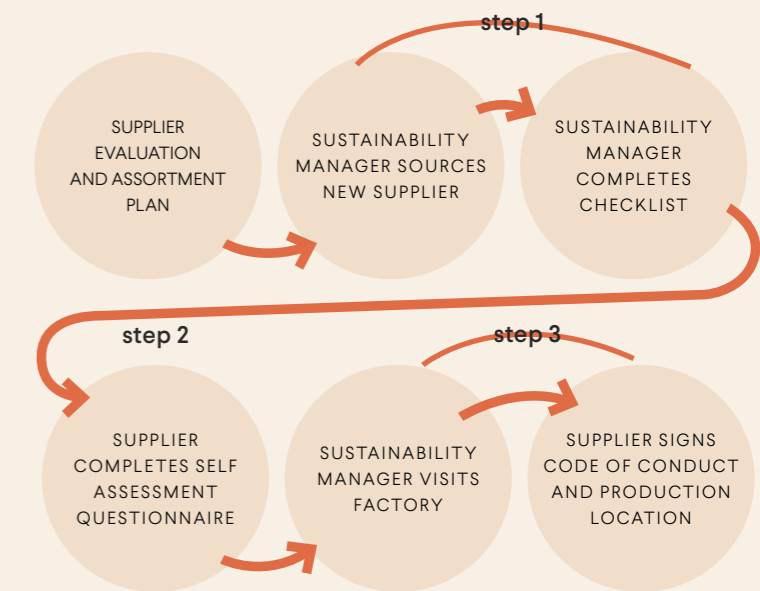 step 1
SUPPLIER
EVALUATION
AND ASSORTMENT
PLAN
SUSTAINABILITY
MANAGER SOURCES
NEW SUPPLIER
SUSTAINABILITY
MANAGER
COMPLETES
CHECKLIST
step 2
SUPPLIER
COMPLETES SELF
ASSESSMENT
QUESTIONNAIRE
step 3
SUSTAINABILITY
MANAGER VISITS
FACTORY
SUPPLIER SIGNS
CODE OF CONDUCT
AND PRODUCTION
LOCATION